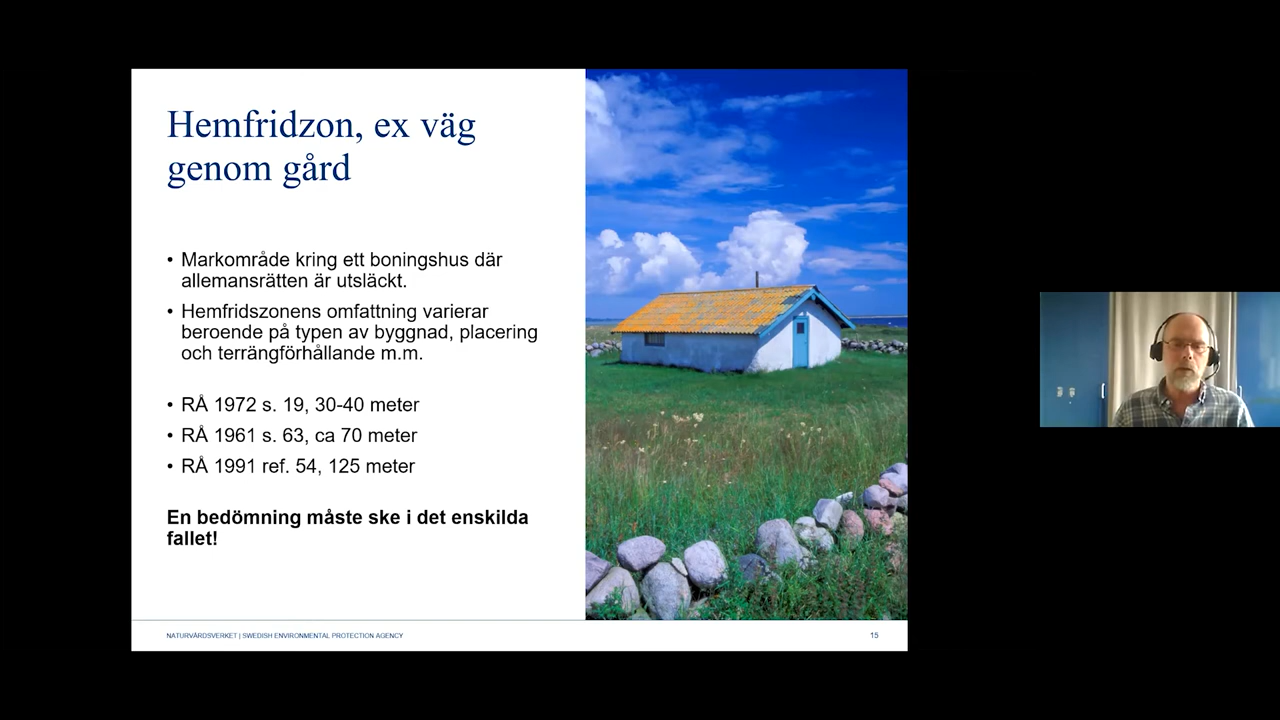 Hemfridzon, ex väg
genom gård
• Markområde kring ett boningshus där
allemansrätten är utsläckt.
• Hemfridszonens omfattning varierar
beroende på typen av byggnad, placering
och terrängförhållande m.m.
• RÅ 1972 s. 19, 30-40 meter
• RÅ 1961 s. 63, ca 70 meter
• RÅ 1991 ref. 54, 125 meter
En bedömning måste ske i det enskilda
fallet!
NATURVÅRDSVERKET | SWEDISH ENVIRONMENTAL PROTECTION AGENCY
15